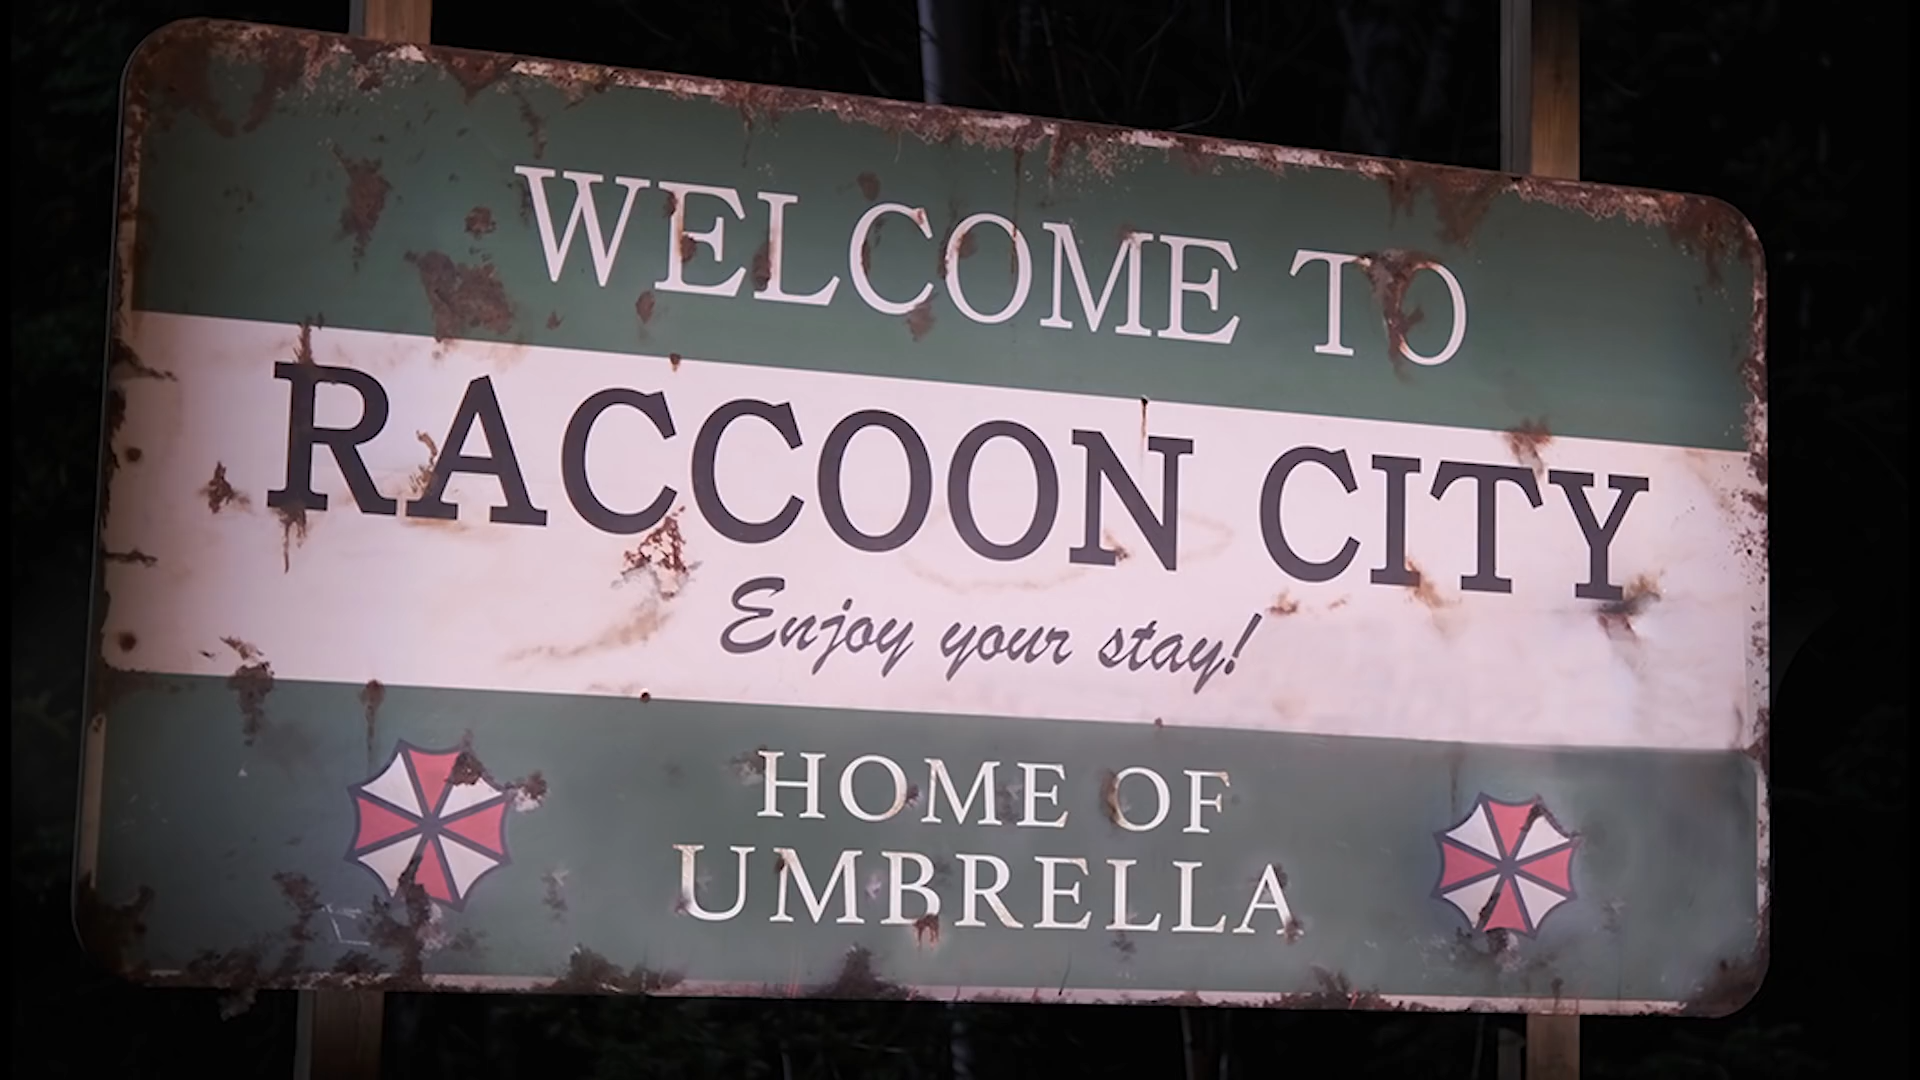 WELCOME TO
RACCOON CITY
Enjoy your stay!
HOME OF
UMBRELLA